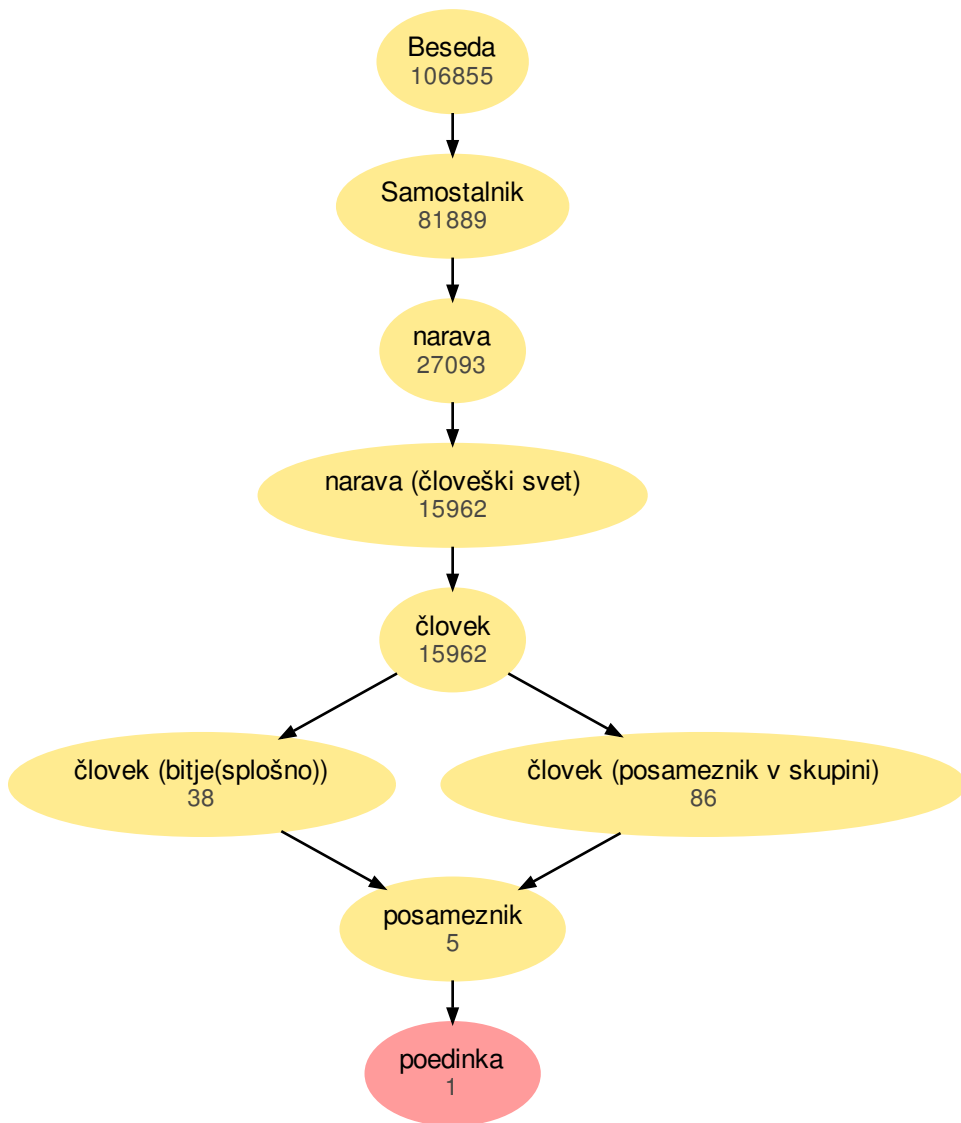 Beseda
106855
Samostalnik
81889
narava
27093
narava (človeški svet)
15962
človek
15962
človek (bitje(splošno))
38
človek (posameznik v skupini)
86
posameznik
5
poedinka
1